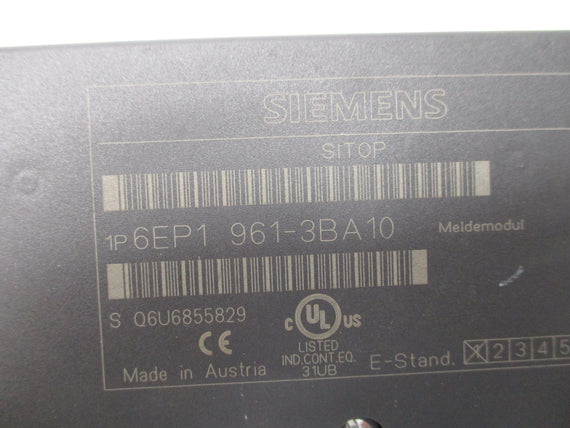 SIEMENS
SITOP
1P 6EP1 961-3BA10 Meldemodul
S Q6U6855829
C UL US
LISTED
IND.CONT.EQ.
31UB
CE
Made in Austria
E-Stand. 1 2 3 4 5